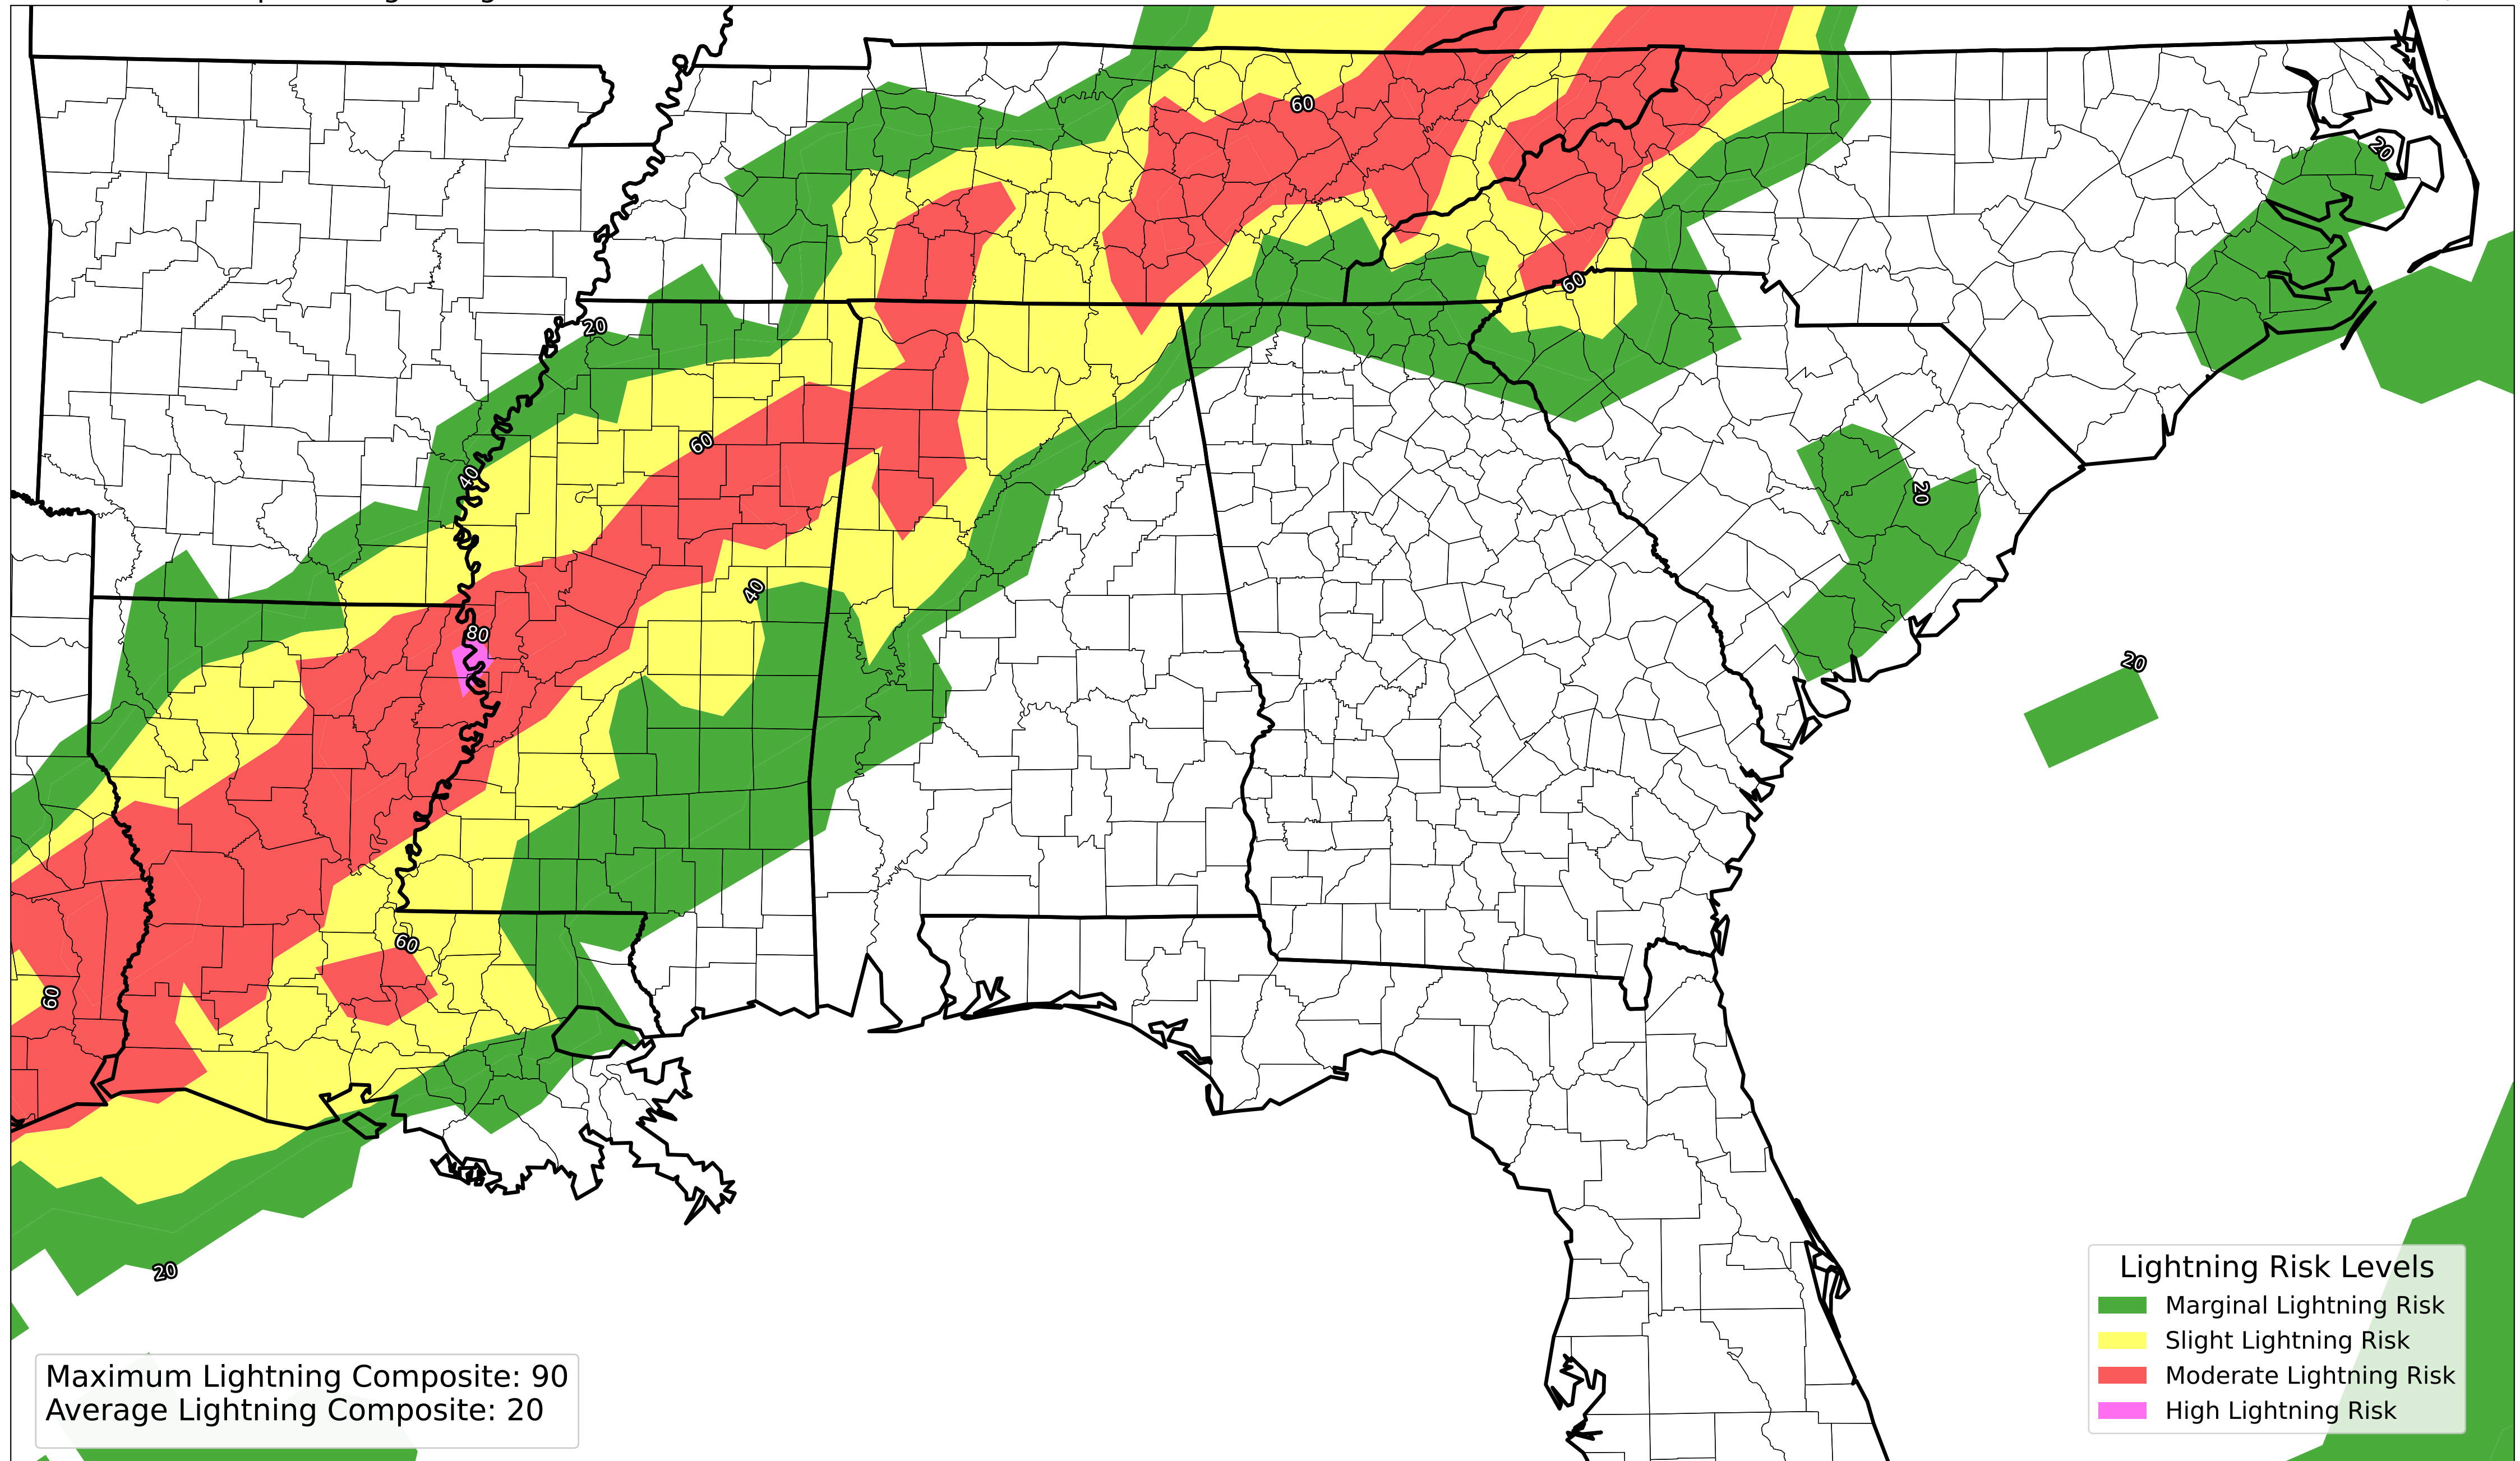 60
20
20
60
20
60
40
20
80
40
20
60
60
20
Lightning Risk Levels
Marginal Lightning Risk
Slight Lightning Risk
Moderate Lightning Risk
High Lightning Risk
Maximum Lightning Composite: 90
Average Lightning Composite: 20